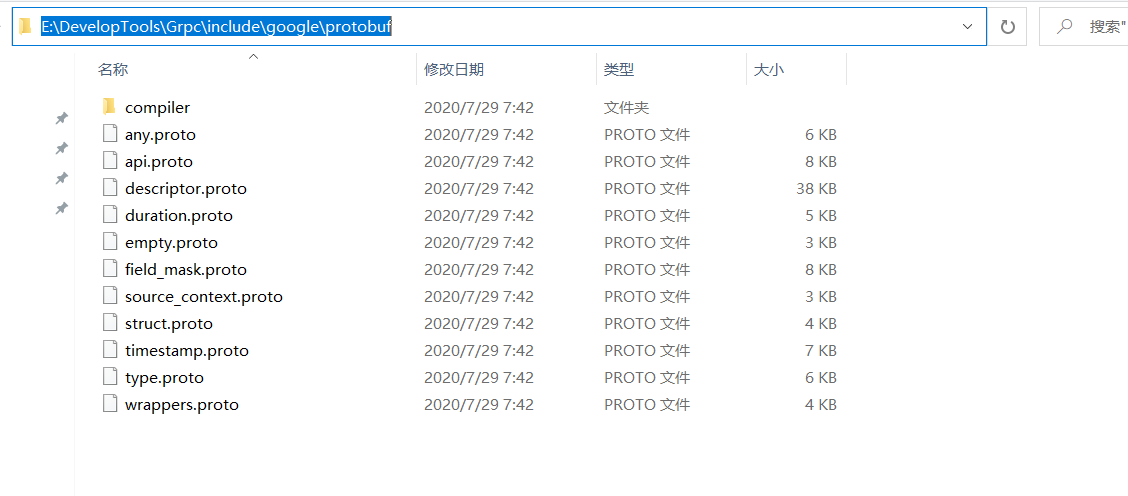 E:\DevelopTools\Grpc\include\google\protobuf 搜索"
名称 修改日期 类型 大小
compiler 2020/7/29 7:42 文件夹
any.proto 2020/7/29 7:42 PROTO 文件 6 KB
api.proto 2020/7/29 7:42 PROTO 文件 8 KB
descriptor.proto 2020/7/29 7:42 PROTO 文件 38 KB
duration.proto 2020/7/29 7:42 PROTO 文件 5 KB
empty.proto 2020/7/29 7:42 PROTO 文件 3 KB
field_mask.proto 2020/7/29 7:42 PROTO 文件 8 KB
source_context.proto 2020/7/29 7:42 PROTO 文件 3 KB
struct.proto 2020/7/29 7:42 PROTO 文件 4 KB
timestamp.proto 2020/7/29 7:42 PROTO 文件 7 KB
type.proto 2020/7/29 7:42 PROTO 文件 6 KB
wrappers.proto 2020/7/29 7:42 PROTO 文件 4 KB